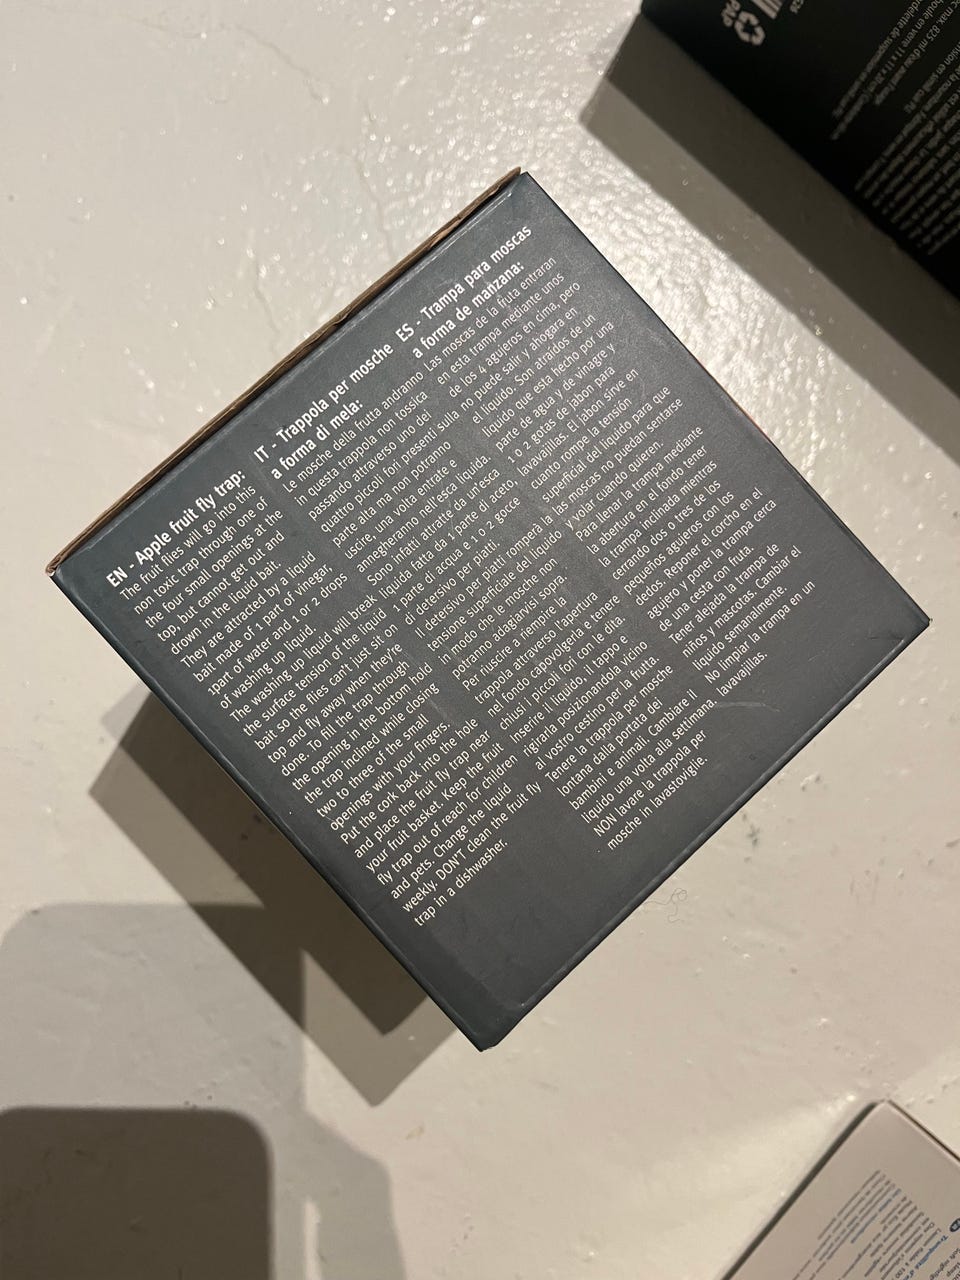 EN - Apple fruit fly trap:
The fruit flies will go into this
non toxic trap through one of
the four small openings at the
top, but cannot get out and
drown in the liquid bait.
They are attracted by a liquid
bait made of 1 part of vinegar,
1part of water and 1 or 2 drops
of washing up liquid.
The washing up liquid will break
the surface tension of the liquid
bait so the flies can't just sit on
top and fly away when they're
done. To fill the trap through
the opening in the bottom hold
the trap inclined while closing
two to three of the small
openings with your fingers.
Put the cork back into the hole
and place the fruit fly trap near
your fruit basket. Keep the fruit
fly trap out of reach for children
and pets. Change the liquid
weekly. DON'T clean the fruit fly
trap in a dishwasher.
IT - Trappola per mosche
a forma di mela:
Le mosche della frutta andranno
in questa trappola non tossica
passando attraverso uno dei
quattro piccoli fori presenti sulla
parte alta ma non potranno
uscire, una volta entrate e
annegheranno nell'esca liquida.
Sono infatti attratte da un'esca
liquida fatta da 1 parte di aceto,
1 parte di acqua e 1 o 2 gocce
di detersivo per piatti.
Il detersivo per piatti romperà la
tensione superficiale del liquido
in modo che le mosche non
potranno adagiarvisi sopra.
Per riuscire a riempire la
trappola attraverso l'apertura
nel fondo capovolgerla e tenere
chiusi i piccoli fori con le dita.
Inserire il liquido, il tappo e
rigirarla posizionandola vicino
al vostro cestino per la frutta.
Tenere la trappola per mosche
lontana dalla portata dei
bambini e animali. Cambiare il
liquido una volta alla settimana.
NON lavare la trappola per
mosche in lavastoviglie.
ES - Trampa para moscas
a forma de mañzana:
Las moscas de la fruta entraran
en esta trampa mediante unos
de los 4 agujeros en cima, pero
no puede salir y ahogara en
el liquido. Son atraidos de un
liquido que esta hecho por una
parte de agua y de vinagre y
1 o 2 gotas de jabon para
lavavajillas. El jabon sirve en
cuanto rompe la tensión
superficial del liquido para que
las moscas no puedan sentarse
y volar cuando quieren.
Para llenar la trampa mediante
la abertura en el fondo tener
la trampa inclinada mientras
cerando dos o tres de los
pequeños agujeros con los
dedos. Reponer el corcho en el
agujero y poner la trampa cerca
de una cesta con fruta.
Tener alejada la trampa de
niños y mascotas. Cambiar el
liquido semanalmente.
No limpiar la trampa en un
lavavajillas.
PAP